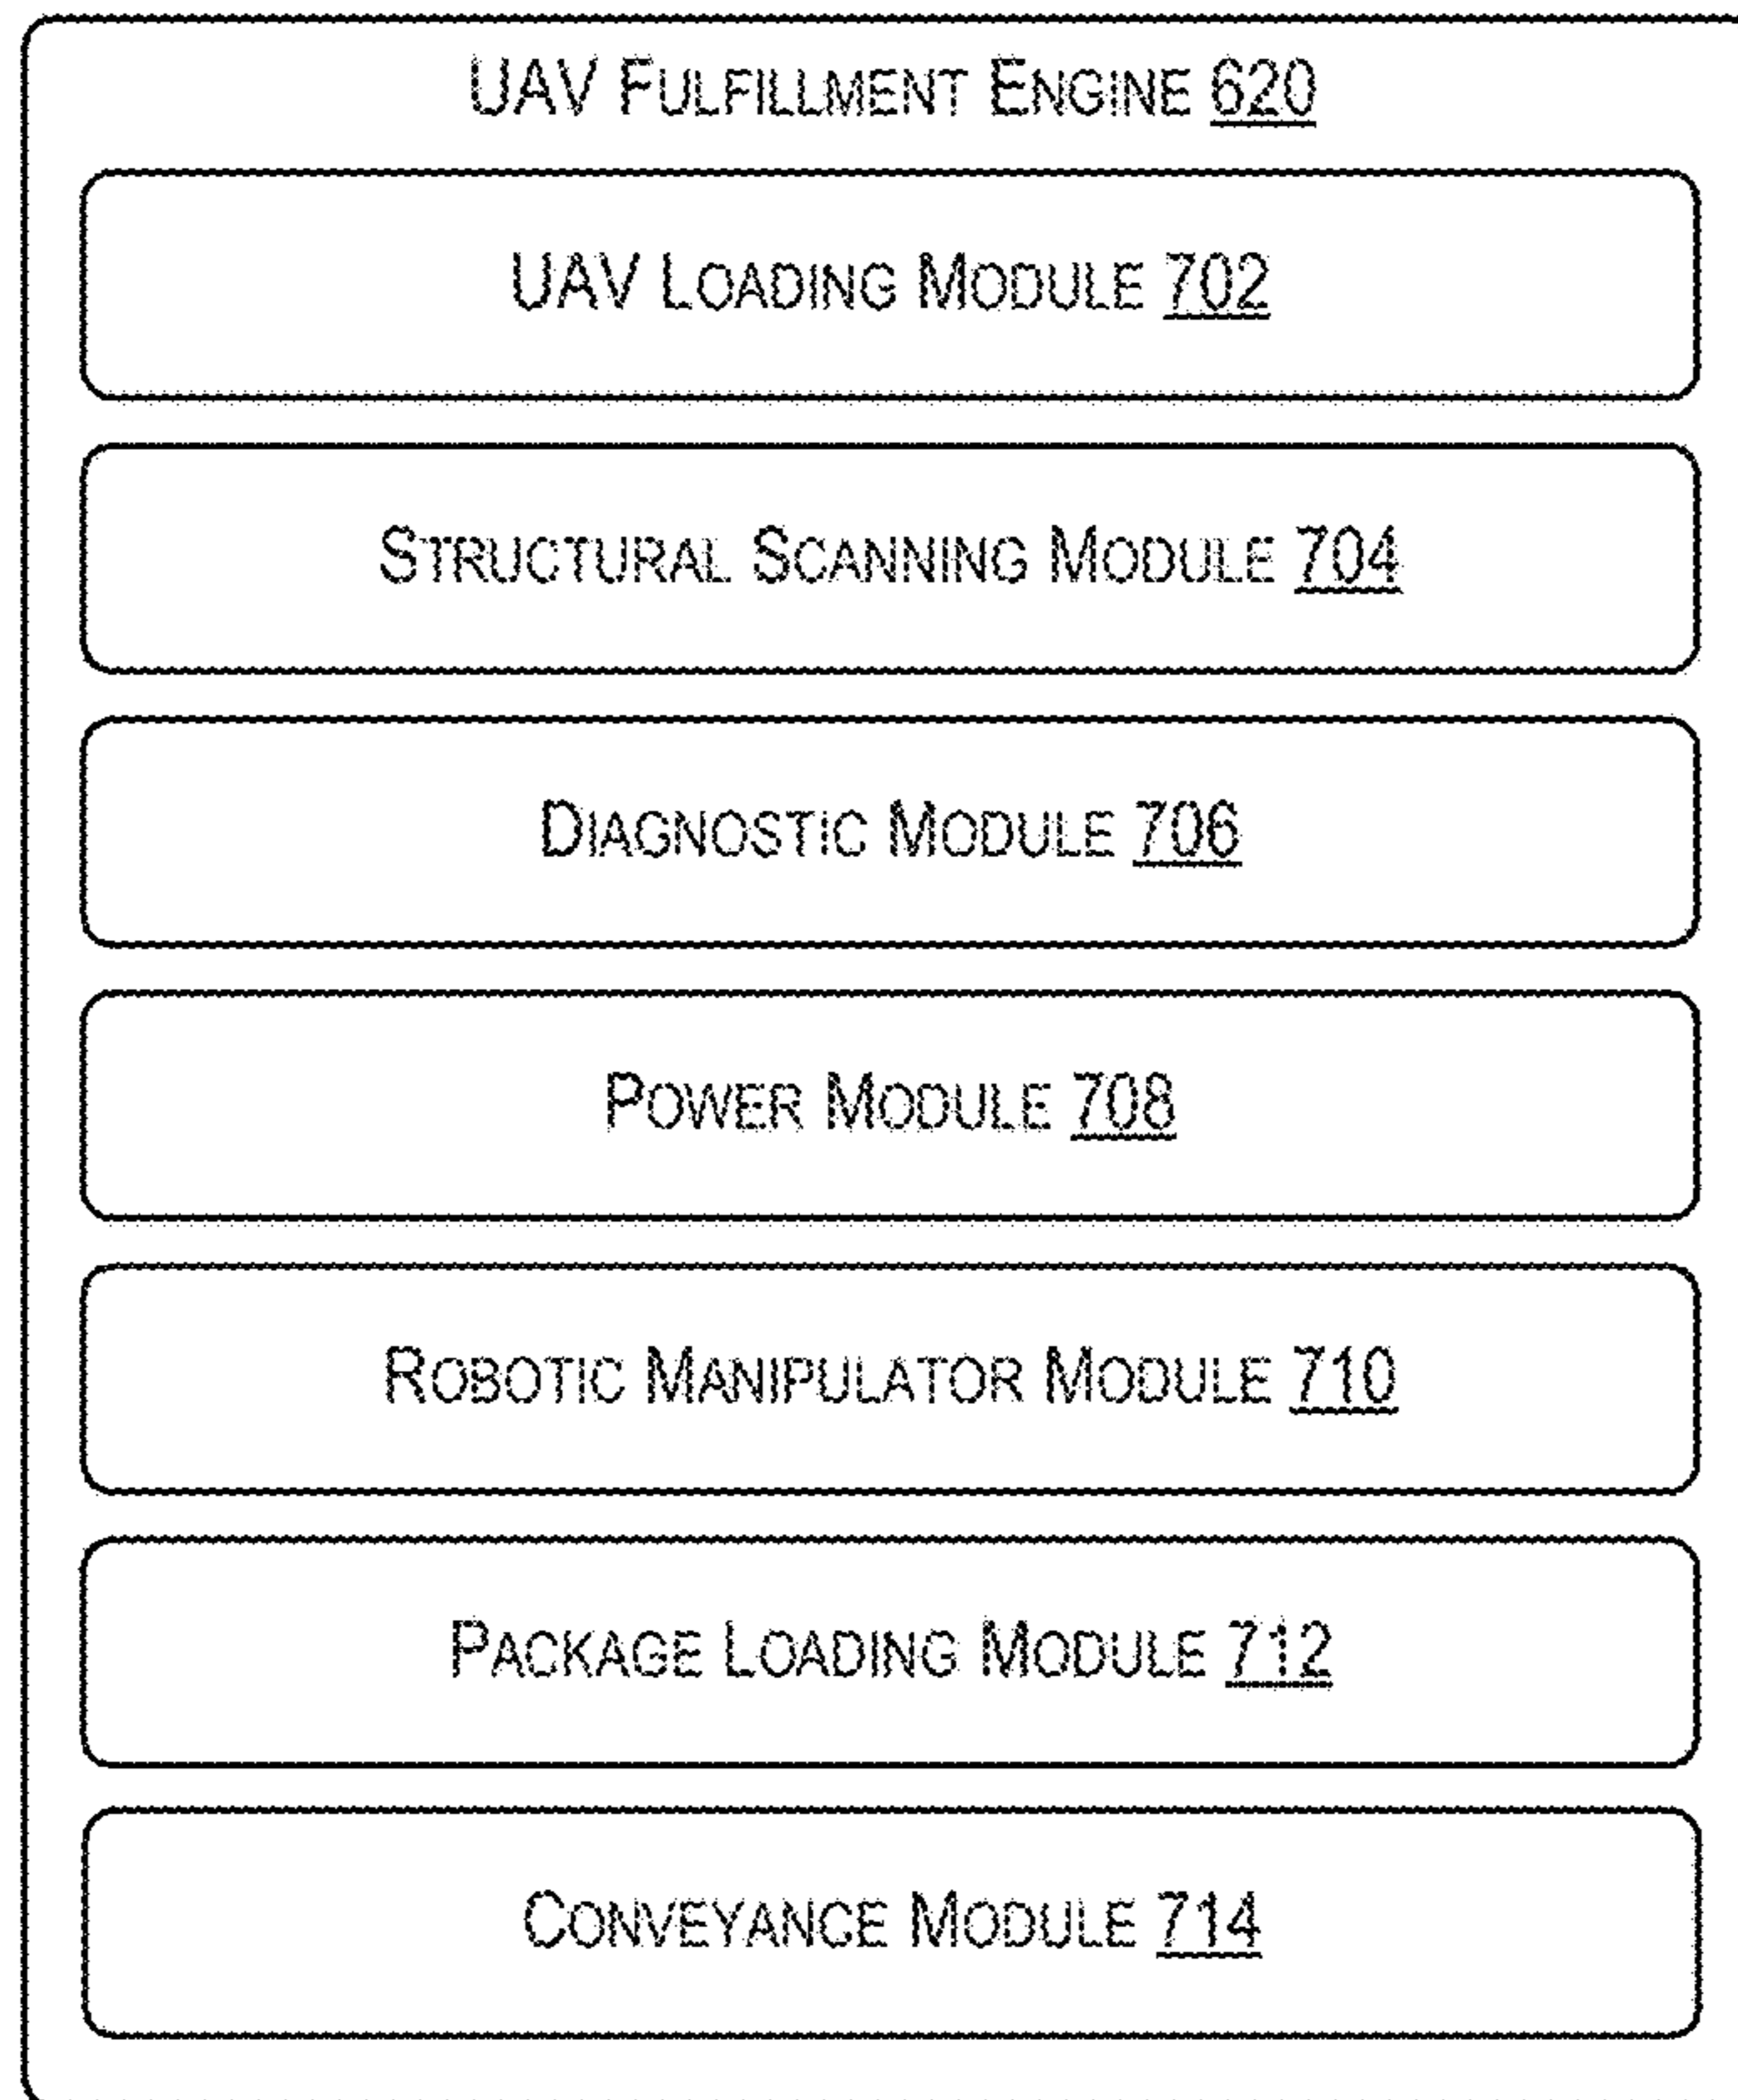 UAV FULFILLMENT ENGINE 620
UAV LOADING MODULE 702
STRUCTURAL SCANNING MODULE 704
DIAGNOSTIC MODULE 706
POWER MODULE 708
ROBOTIC MANIPULATOR MODULE 710
PACKAGE LOADING MODULE 712
CONVEYANCE MODULE 714